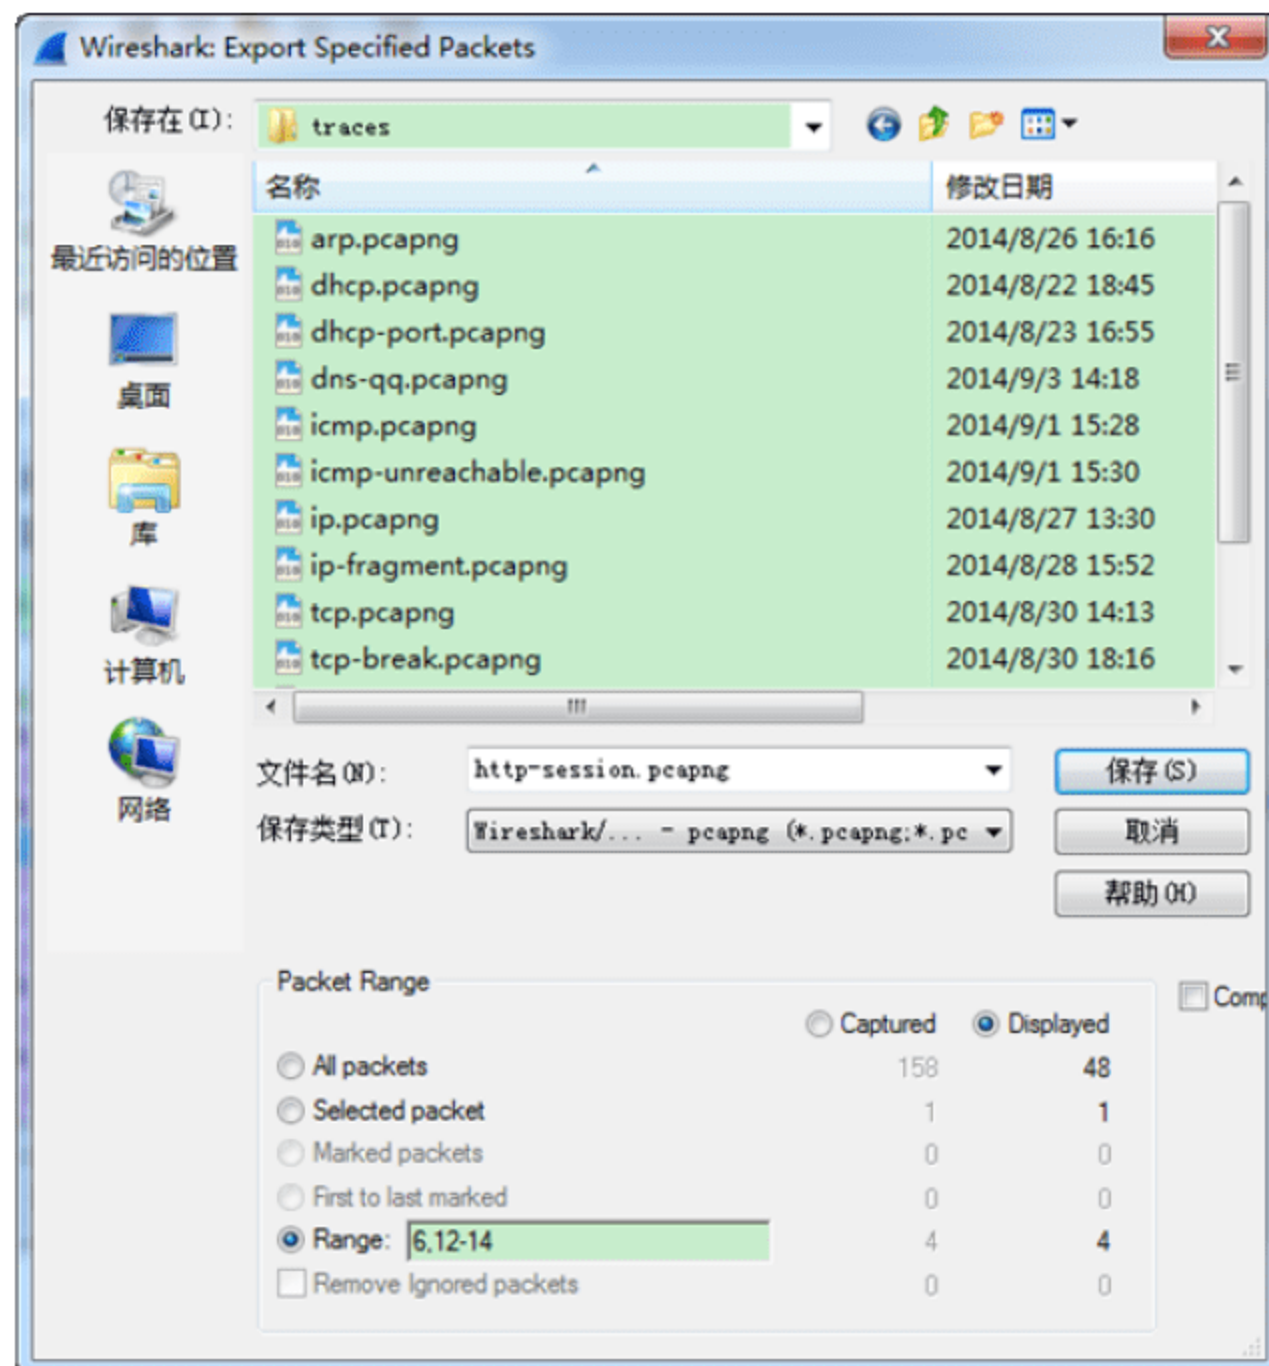 Wireshark: Export Specified Packets
保存在(I):
traces
名称 修改日期
arp.pcapng 2014/8/26 16:16
dhcp.pcapng 2014/8/22 18:45
dhcp-port.pcapng 2014/8/23 16:55
dns-qq.pcapng 2014/9/3 14:18
icmp.pcapng 2014/9/1 15:28
icmp-unreachable.pcapng 2014/9/1 15:30
ip.pcapng 2014/8/27 13:30
ip-fragment.pcapng 2014/8/28 15:52
tcp.pcapng 2014/8/30 14:13
tcp-break.pcapng 2014/8/30 18:16
最近访问的位置
桌面
库
计算机
网络
文件名(N): http-session.pcapng 保存(S)
保存类型(T): Wireshark/... - pcapng (*.pcapng;*.pc 取消
帮助(H)
Packet Range
Comp
Captured Displayed
All packets 158 48
Selected packet 1 1
Marked packets 0 0
First to last marked 0 0
Range: 6,12-14 4 4
Remove Ignored packets 0 0